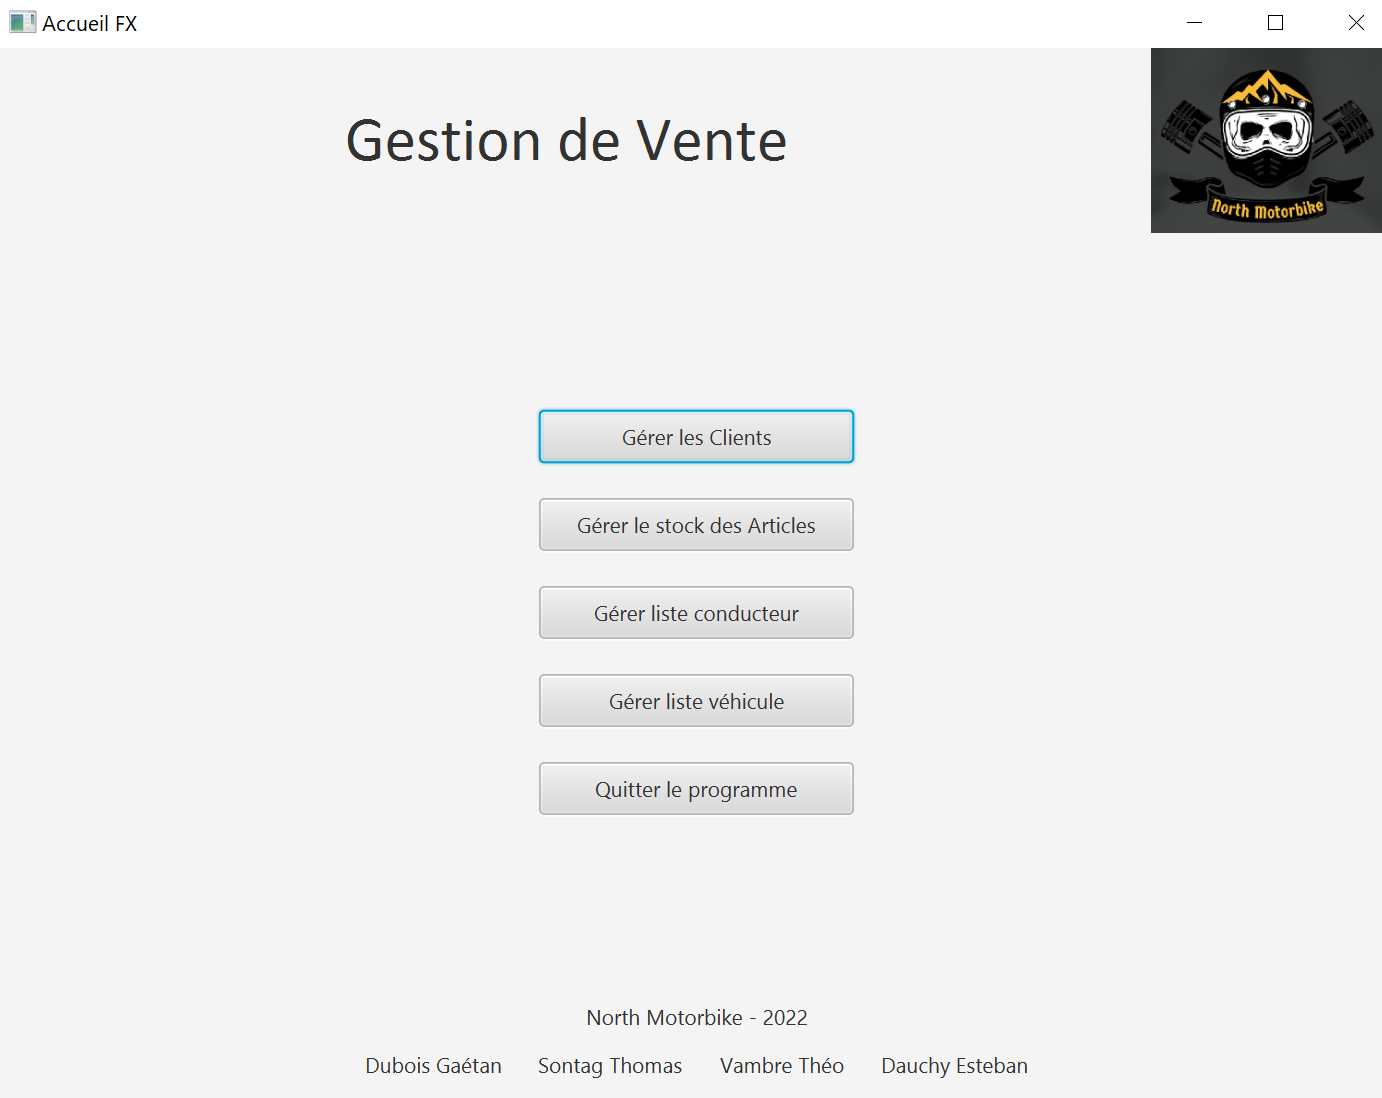 Accueil FX
Gestion de Vente
North Motorbike
Gérer les Clients
Gérer le stock des Articles
Gérer liste conducteur
Gérer liste véhicule
Quitter le programme
North Motorbike - 2022
Dubois Gaétan Sontag Thomas Vambre Théo Dauchy Esteban